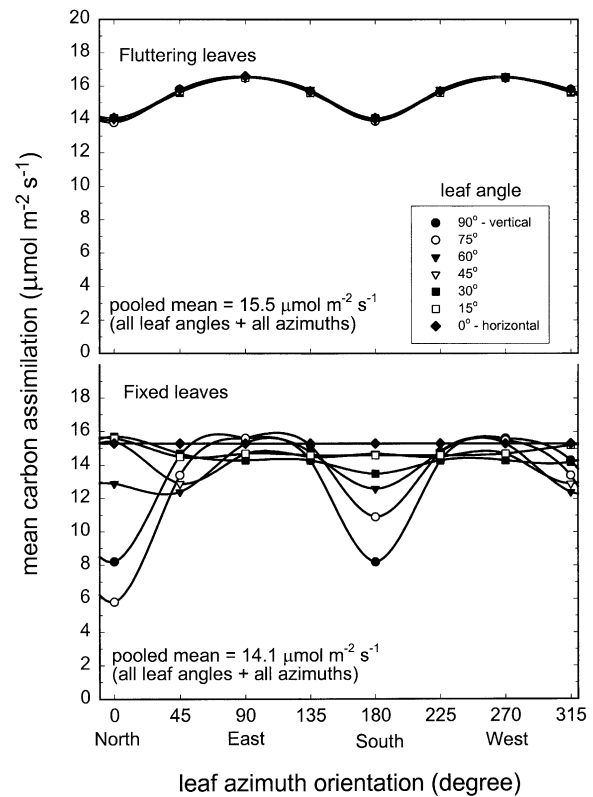 mean carbon assimilation (μmol m⁻² s⁻¹)
20
18
16
14
12
10
8
6
4
2
0
Fluttering leaves
leaf angle
90° - vertical
75°
60°
45°
30°
15°
0° - horizontal
pooled mean = 15.5 μmol m⁻² s⁻¹
(all leaf angles + all azimuths)
18
16
14
12
10
8
6
4
2
0
Fixed leaves
pooled mean = 14.1 μmol m⁻² s⁻¹
(all leaf angles + all azimuths)
0 45 90 135 180 225 270 315
North East South West
leaf azimuth orientation (degree)